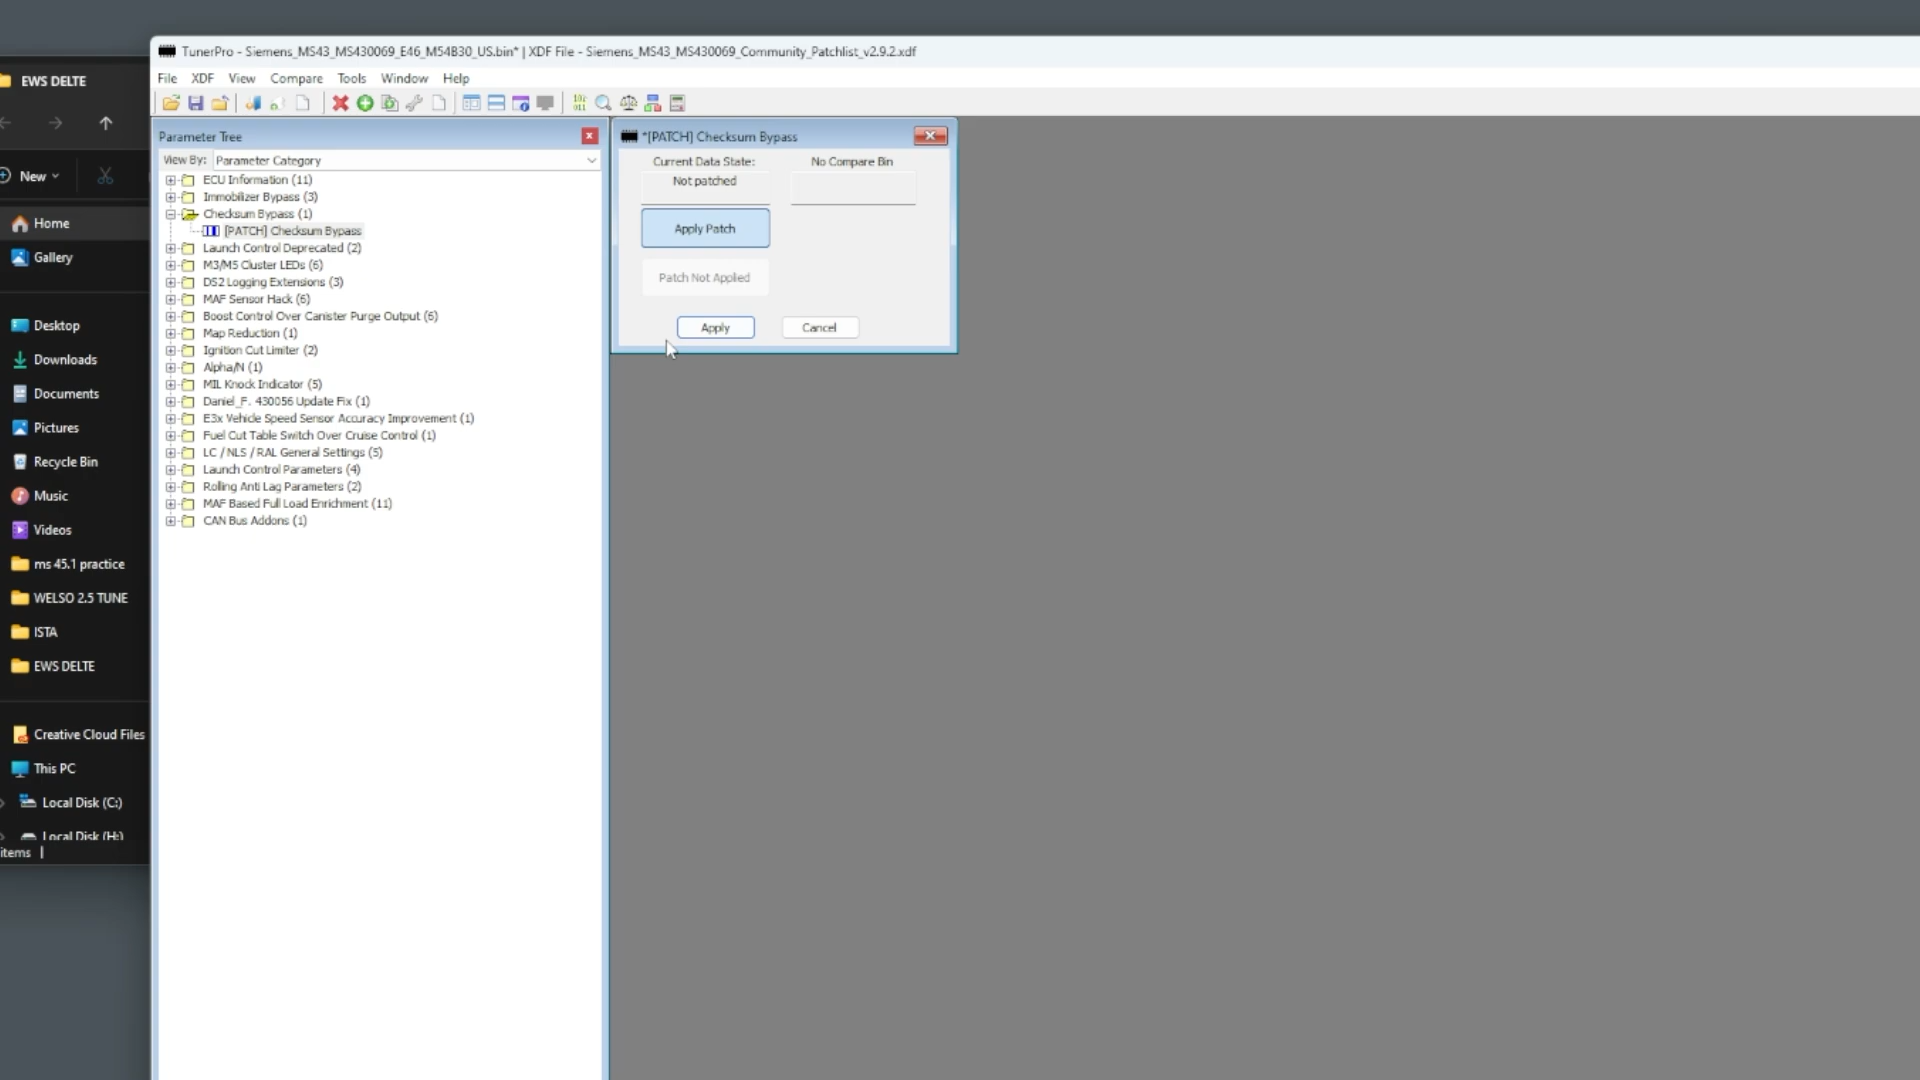 TunerPro - Siemens_MS43_MS430069_E46_M54B30_US.bin* | XDF File - Siemens_MS43_MS430069_Community_Patchlist_v2.9.2.xdf
File XDF View Compare Tools Window Help
EWS DELTE
New
Home
Gallery
Desktop
Downloads
Documents
Pictures
Recycle Bin
Music
Videos
ms 45.1 practice
WELSO 2.5 TUNE
ISTA
EWS DELTE
Creative Cloud Files
This PC
Local Disk (C:)
Local Disk (H:)
items
Parameter Tree
View By: Parameter Category
ECU Information (11)
Immobilizer Bypass (3)
Checksum Bypass (1)
[PATCH] Checksum Bypass
Launch Control Deprecated (2)
M3/M5 Cluster LEDs (6)
DS2 Logging Extensions (3)
MAF Sensor Hack (6)
Boost Control Over Canister Purge Output (6)
Map Reduction (1)
Ignition Cut Limiter (2)
Alpha/N (1)
MIL Knock Indicator (5)
Daniel_F. 430056 Update Fix (1)
E3x Vehicle Speed Sensor Accuracy Improvement (1)
Fuel Cut Table Switch Over Cruise Control (1)
LC / NLS / RAL General Settings (5)
Launch Control Parameters (4)
Rolling Anti Lag Parameters (2)
MAF Based Full Load Enrichment (11)
CAN Bus Addons (1)
*[PATCH] Checksum Bypass
Current Data State:
No Compare Bin
Not patched
Apply Patch
Patch Not Applied
Apply
Cancel